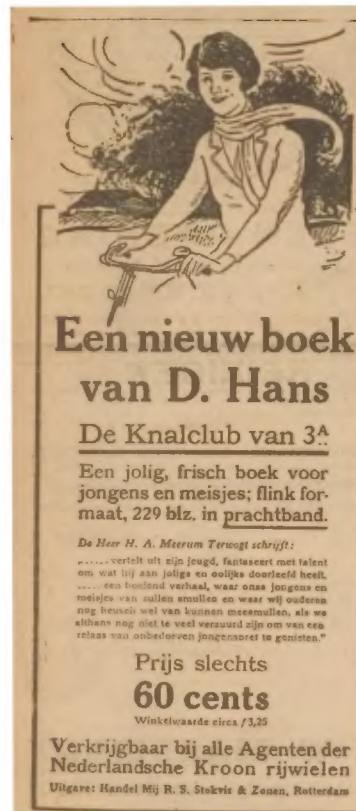 Een nieuw boek
van D. Hans
De Knalclub van 3A
Een jolig, frisch boek voor
jongens en meisjes; flink for-
maat, 229 blz. in prachtband.
De Heer H. A. Meerum Terwogt schrijft:
„......vertelt uit zijn jeugd, fantaseert met talent
om wat hij aan joligs en oolijks doorleefd heeft,
..... een boeiend verhaal, waar onze jongens en
meisjes van zullen smullen en waar wij ouderen
nog heusch wel van kunnen meesmullen, als we
althans nog niet te veel verzuurd zijn om van een
relaas van onbedorven jongenspret te genieten."
Prijs slechts
60 cents
Winkelwaarde circa ƒ3,25
Verkrijgbaar bij alle Agenten der
Nederlandsche Kroon rijwielen
Uitgave: Handel Mij R. S. Stokvis & Zonen, Rotterdam